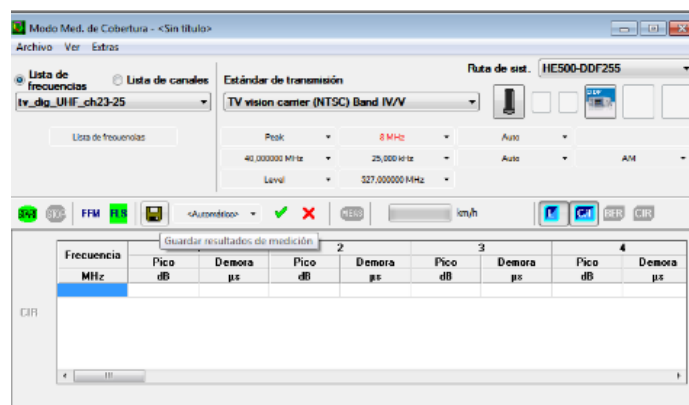 Modo Med. de Cobertura - <Sin título>
Archivo Ver Extras
Lista de frecuencias Lista de canales Estándar de transmisión Ruta de sist. HE500-DDF255
tv_dig_UHF_ch23-25 TV vision carrier (NTSC) Band IV/V
Lista de frecuencias Peak 8 MHz Auto
40,000000 MHz 25,000 kHz Auto AM
Level 527,000000 MHz
FFM FLS <Automático> km/h C/I BER CIR
Guardar resultados de medición
2 3 4
Frecuencia Pico Demora Pico Demora Pico Demora Pico Demora
MHz dB µs dB µs dB µs dB µs
CIR